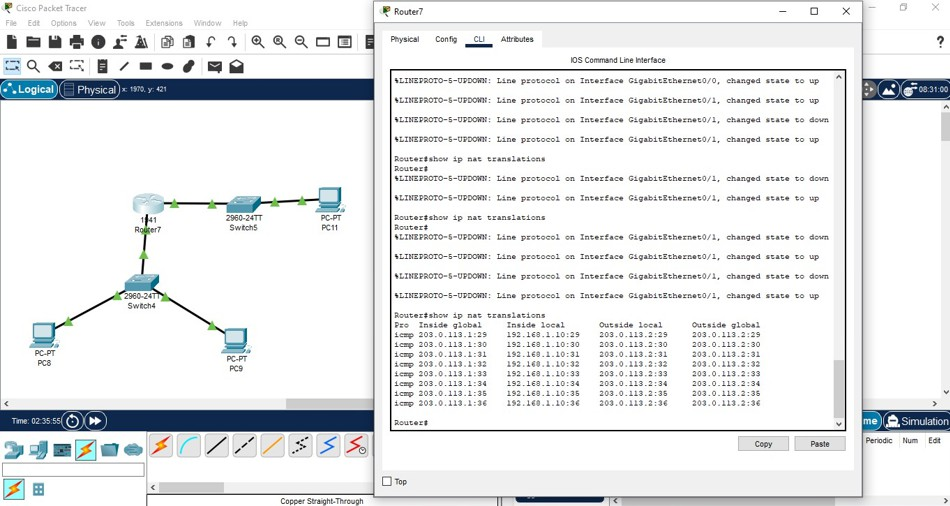 Cisco Packet Tracer
File Edit Options View Tools Extensions Window Help
Logical Physical x: 1970, y: 421
08:31:00
1941
Router7
2960-24TT
Switch5
PC-PT
PC11
2960-24TT
Switch4
PC-PT
PC8
PC-PT
PC9
Time: 02:35:55
Copper Straight-Through
me Simulation
Periodic Num Edit
Router7
Physical Config CLI Attributes
IOS Command Line Interface
%LINEPROTO-5-UPDOWN: Line protocol on Interface GigabitEthernet0/0, changed state to up
%LINEPROTO-5-UPDOWN: Line protocol on Interface GigabitEthernet0/1, changed state to up
%LINEPROTO-5-UPDOWN: Line protocol on Interface GigabitEthernet0/1, changed state to down
%LINEPROTO-5-UPDOWN: Line protocol on Interface GigabitEthernet0/1, changed state to up
Router#show ip nat translations
Router#
%LINEPROTO-5-UPDOWN: Line protocol on Interface GigabitEthernet0/1, changed state to down
%LINEPROTO-5-UPDOWN: Line protocol on Interface GigabitEthernet0/1, changed state to up
Router#show ip nat translations
Router#
%LINEPROTO-5-UPDOWN: Line protocol on Interface GigabitEthernet0/1, changed state to down
%LINEPROTO-5-UPDOWN: Line protocol on Interface GigabitEthernet0/1, changed state to up
%LINEPROTO-5-UPDOWN: Line protocol on Interface GigabitEthernet0/1, changed state to down
%LINEPROTO-5-UPDOWN: Line protocol on Interface GigabitEthernet0/1, changed state to up
Router#show ip nat translations
Pro Inside global Inside local Outside local Outside global
icmp 203.0.113.1:29 192.168.1.10:29 203.0.113.2:29 203.0.113.2:29
icmp 203.0.113.1:30 192.168.1.10:30 203.0.113.2:30 203.0.113.2:30
icmp 203.0.113.1:31 192.168.1.10:31 203.0.113.2:31 203.0.113.2:31
icmp 203.0.113.1:32 192.168.1.10:32 203.0.113.2:32 203.0.113.2:32
icmp 203.0.113.1:33 192.168.1.10:33 203.0.113.2:33 203.0.113.2:33
icmp 203.0.113.1:34 192.168.1.10:34 203.0.113.2:34 203.0.113.2:34
icmp 203.0.113.1:35 192.168.1.10:35 203.0.113.2:35 203.0.113.2:35
icmp 203.0.113.1:36 192.168.1.10:36 203.0.113.2:36 203.0.113.2:36
Router#
Copy Paste
Top